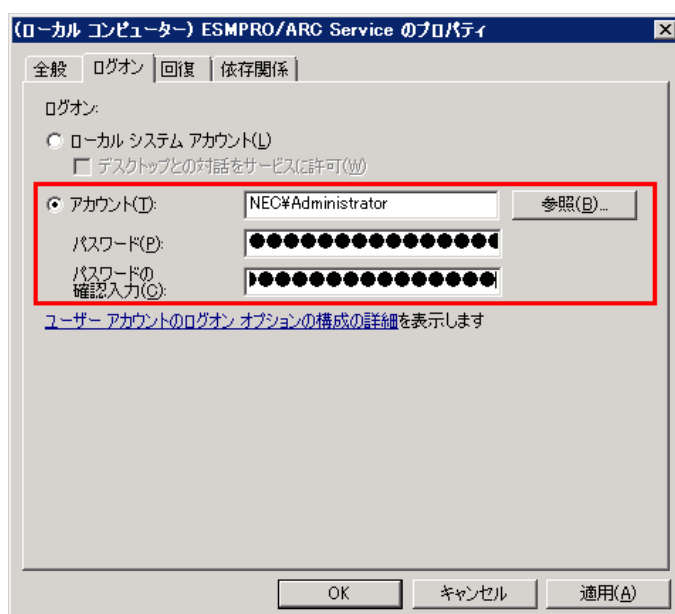 (ローカル コンピューター) ESMPRO/ARC Service のプロパティ
全般 ログオン 回復 依存関係
ログオン:
ローカル システム アカウント(L)
デスクトップとの対話をサービスに許可(W)
アカウント(T): NEC¥Administrator 参照(B)...
パスワード(P): ●●●●●●●●●●●●●●●
パスワードの
確認入力(C): ●●●●●●●●●●●●●●●
ユーザー アカウントのログオン オプションの構成の詳細を表示します
OK キャンセル 適用(A)